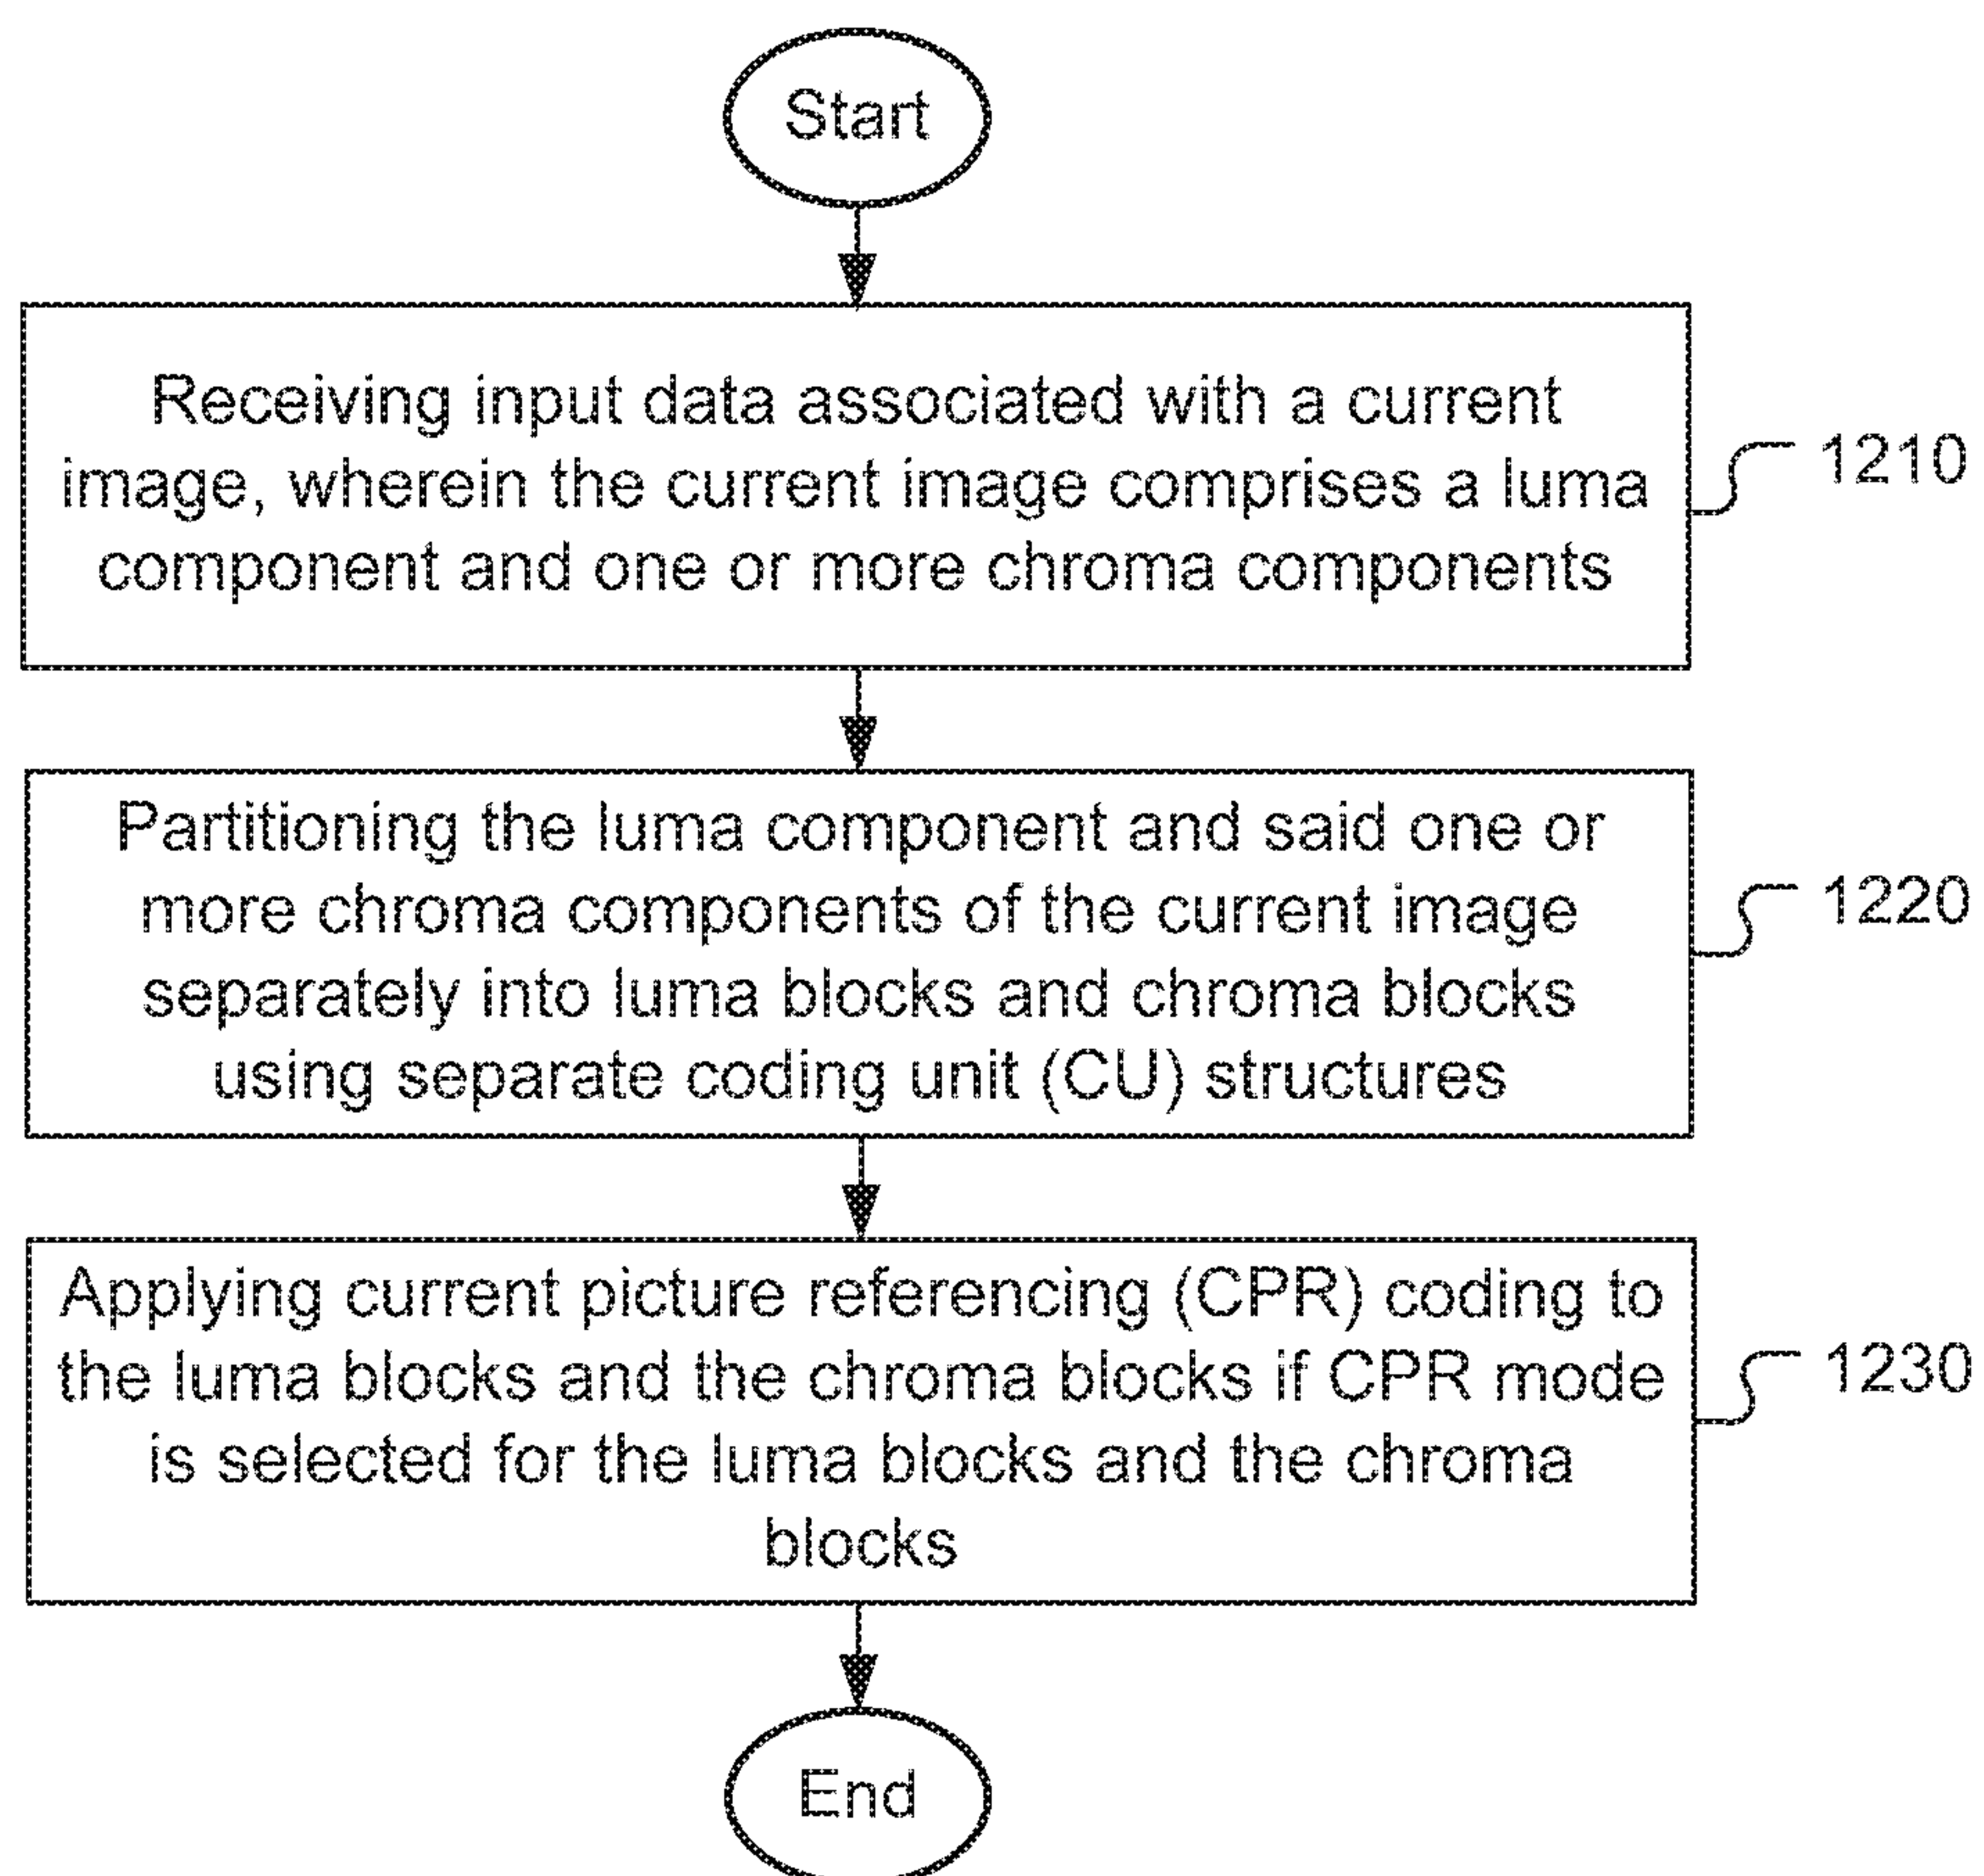 Start
Receiving input data associated with a current
image, wherein the current image comprises a luma
component and one or more chroma components
1210
Partitioning the luma component and said one or
more chroma components of the current image
separately into luma blocks and chroma blocks
using separate coding unit (CU) structures
1220
Applying current picture referencing (CPR) coding to
the luma blocks and the chroma blocks if CPR mode
is selected for the luma blocks and the chroma
blocks
1230
End